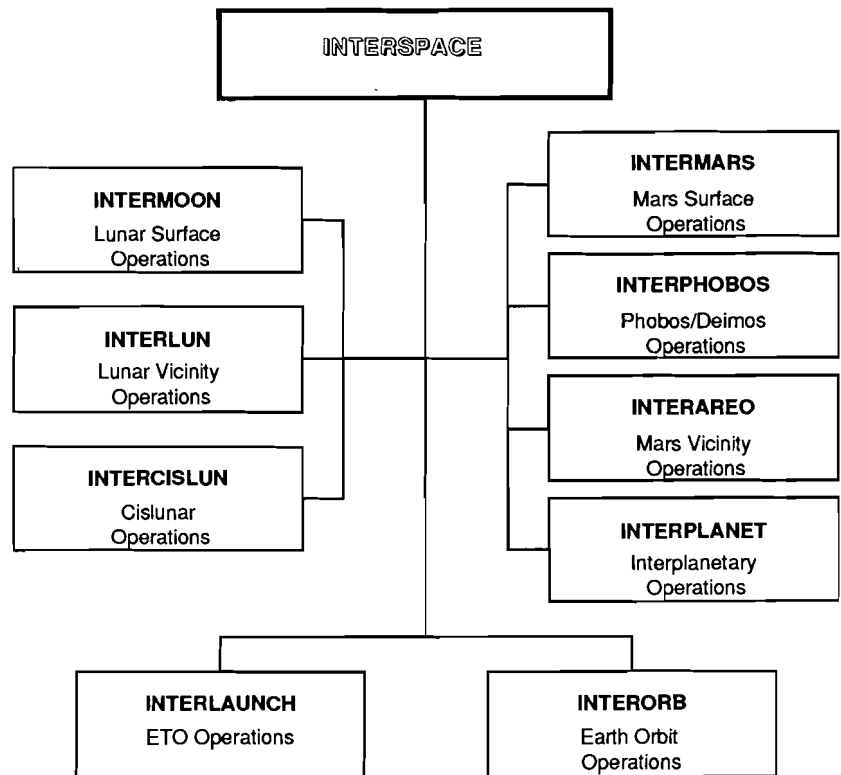 INTERSPACE
INTERMOON
Lunar Surface
Operations
INTERLUN
Lunar Vicinity
Operations
INTERCISLUN
Cislunar
Operations
INTERMARS
Mars Surface
Operations
INTERPHOBOS
Phobos/Deimos
Operations
INTERAREO
Mars Vicinity
Operations
INTERPLANET
Interplanetary
Operations
INTERLAUNCH
ETO Operations
INTERORB
Earth Orbit
Operations